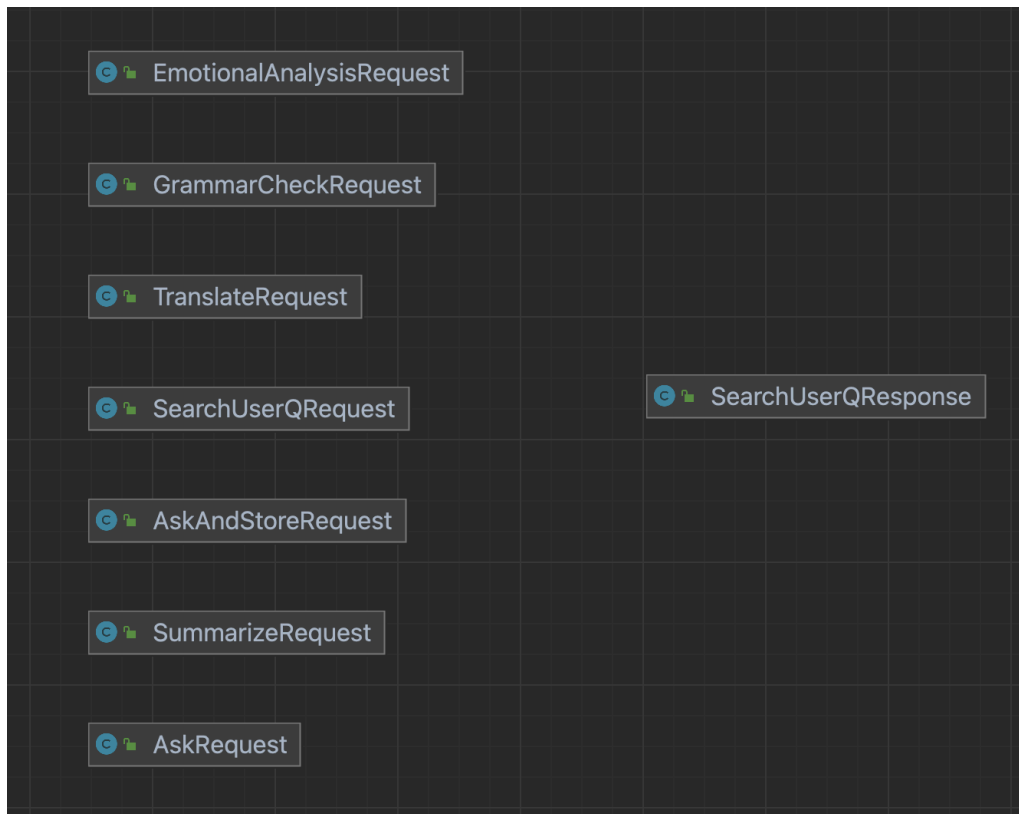 EmotionalAnalysisRequest
GrammarCheckRequest
TranslateRequest
SearchUserQRequest
SearchUserQResponse
AskAndStoreRequest
SummarizeRequest
AskRequest